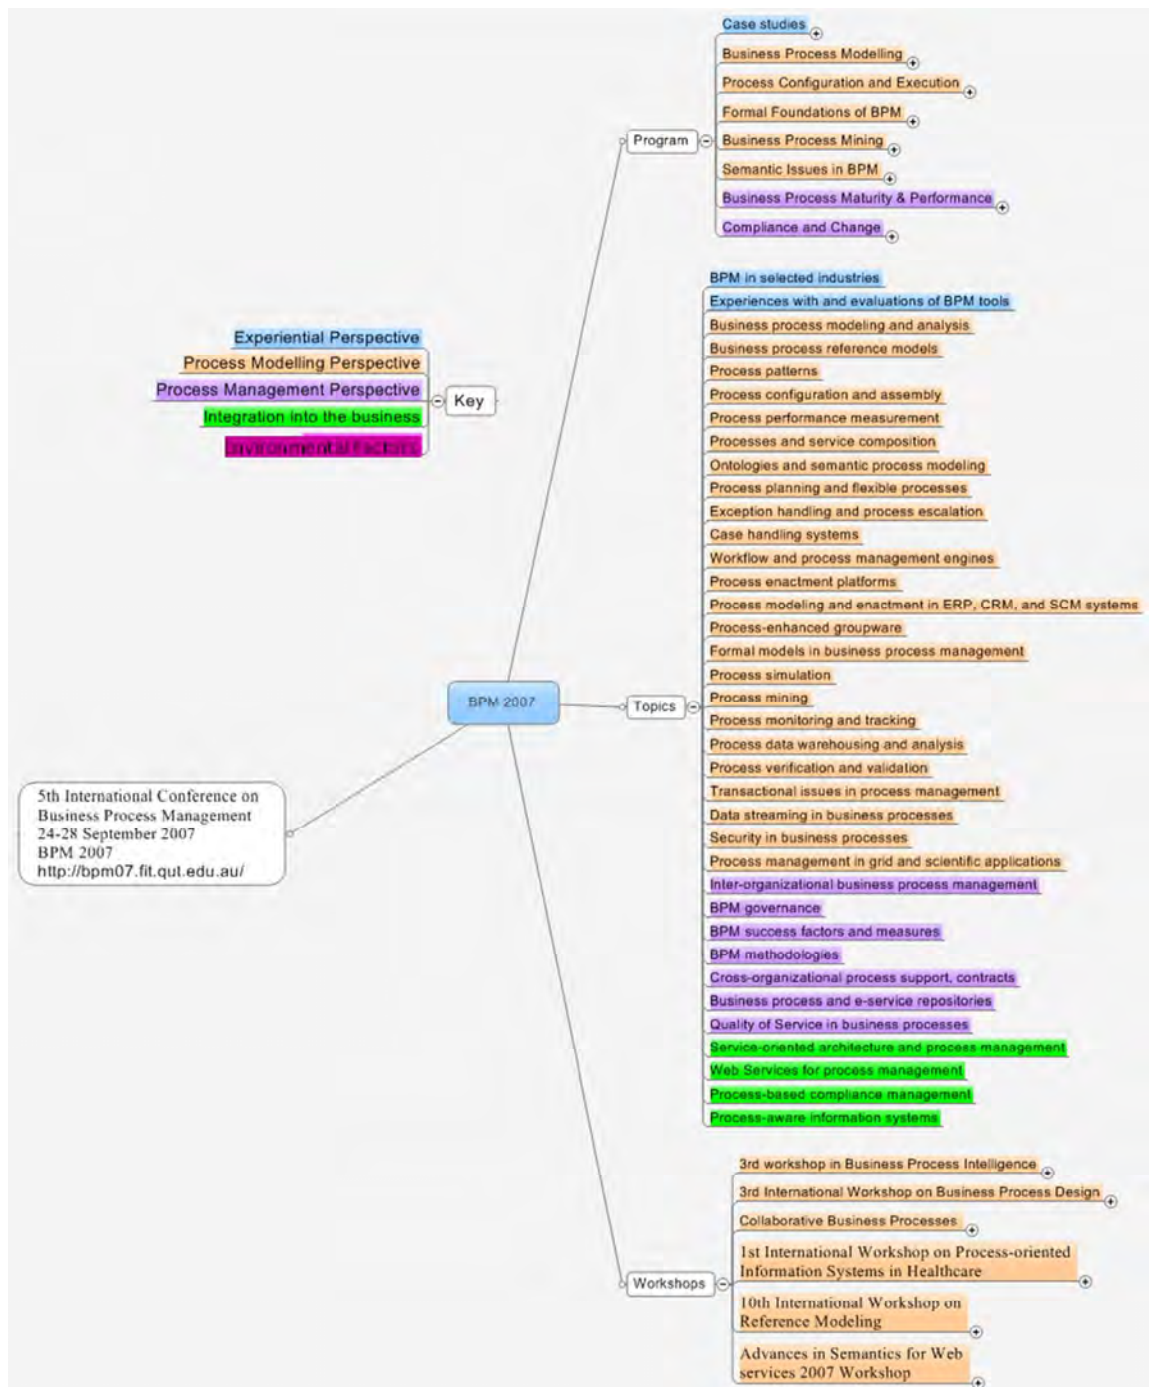 Case studies
Business Process Modelling
Process Configuration and Execution
Formal Foundations of BPM
Program
Business Process Mining
Semantic Issues in BPM
Business Process Maturity & Performance
Compliance and Change
Experiential Perspective
Process Modelling Perspective
Process Management Perspective
Integration into the business
Environmental Factors
Key
BPM in selected industries
Experiences with and evaluations of BPM tools
Business process modeling and analysis
Business process reference models
Process patterns
Process configuration and assembly
Process performance measurement
Processes and service composition
Ontologies and semantic process modeling
Process planning and flexible processes
Exception handling and process escalation
Case handling systems
Workflow and process management engines
Process enactment platforms
Process modeling and enactment in ERP, CRM, and SCM systems
Process-enhanced groupware
Formal models in business process management
Process simulation
BPM 2007
Topics
Process mining
Process monitoring and tracking
Process data warehousing and analysis
Process verification and validation
Transactional issues in process management
Data streaming in business processes
Security in business processes
Process management in grid and scientific applications
Inter-organizational business process management
BPM governance
BPM success factors and measures
BPM methodologies
Cross-organizational process support, contracts
Business process and e-service repositories
Quality of Service in business processes
Service-oriented architecture and process management
Web Services for process management
Process-based compliance management
Process-aware information systems
5th International Conference on
Business Process Management
24-28 September 2007
BPM 2007
http://bpm07.fit.qut.edu.au/
3rd workshop in Business Process Intelligence
3rd International Workshop on Business Process Design
Collaborative Business Processes
1st International Workshop on Process-oriented
Information Systems in Healthcare
Workshops
10th International Workshop on
Reference Modeling
Advances in Semantics for Web
services 2007 Workshop